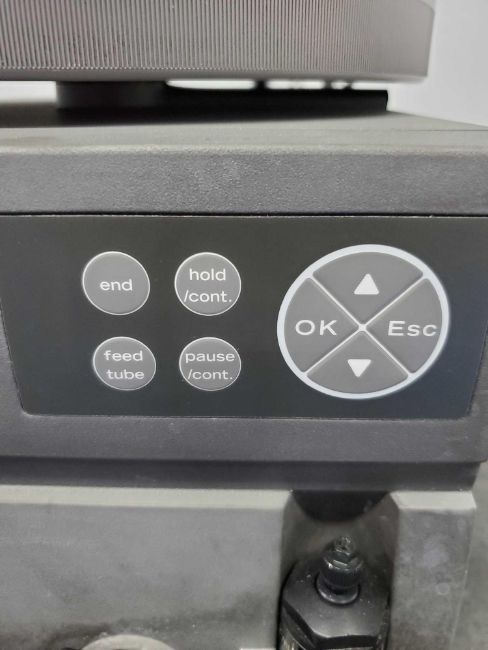 end
hold
/cont.
feed
tube
pause
/cont.
OK
Esc